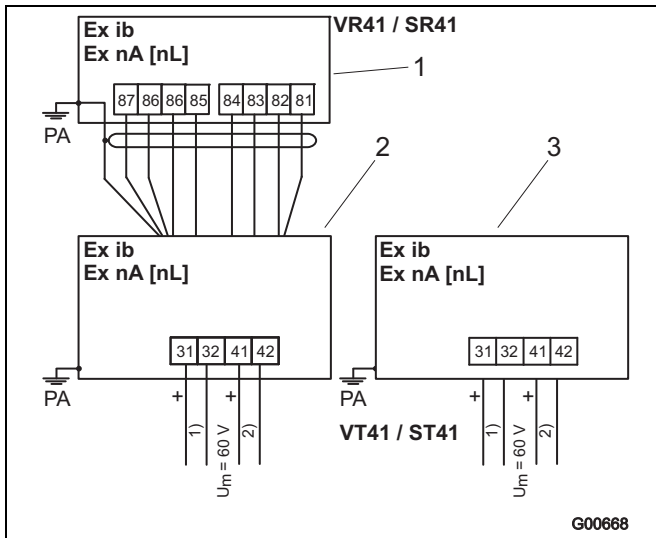 Ex ib
Ex nA [nL]
VR41 / SR41
1
87 86 86 85 84 83 82 81
PA
2
3
Ex ib
Ex nA [nL]
Ex ib
Ex nA [nL]
31 32 41 42
31 32 41 42
PA
PA
+ +
+ +
1) Um = 60 V 2)
VT41 / ST41
1) Um = 60 V 2)
G00668